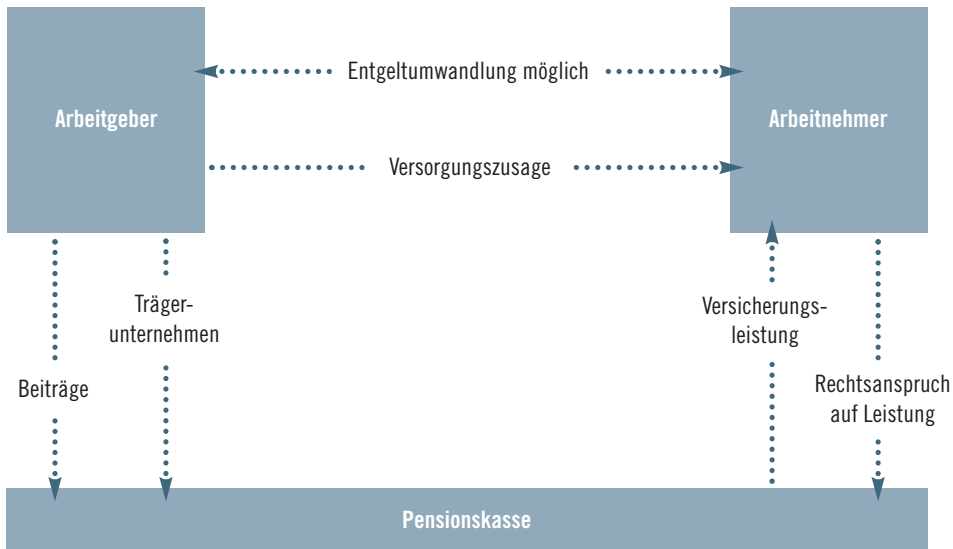 Entgeltumwandlung möglich
Arbeitgeber
Arbeitnehmer
Versorgungszusage
Träger-
unternehmen
Beiträge
Versicherungs-
leistung
Rechtsanspruch
auf Leistung
Pensionskasse